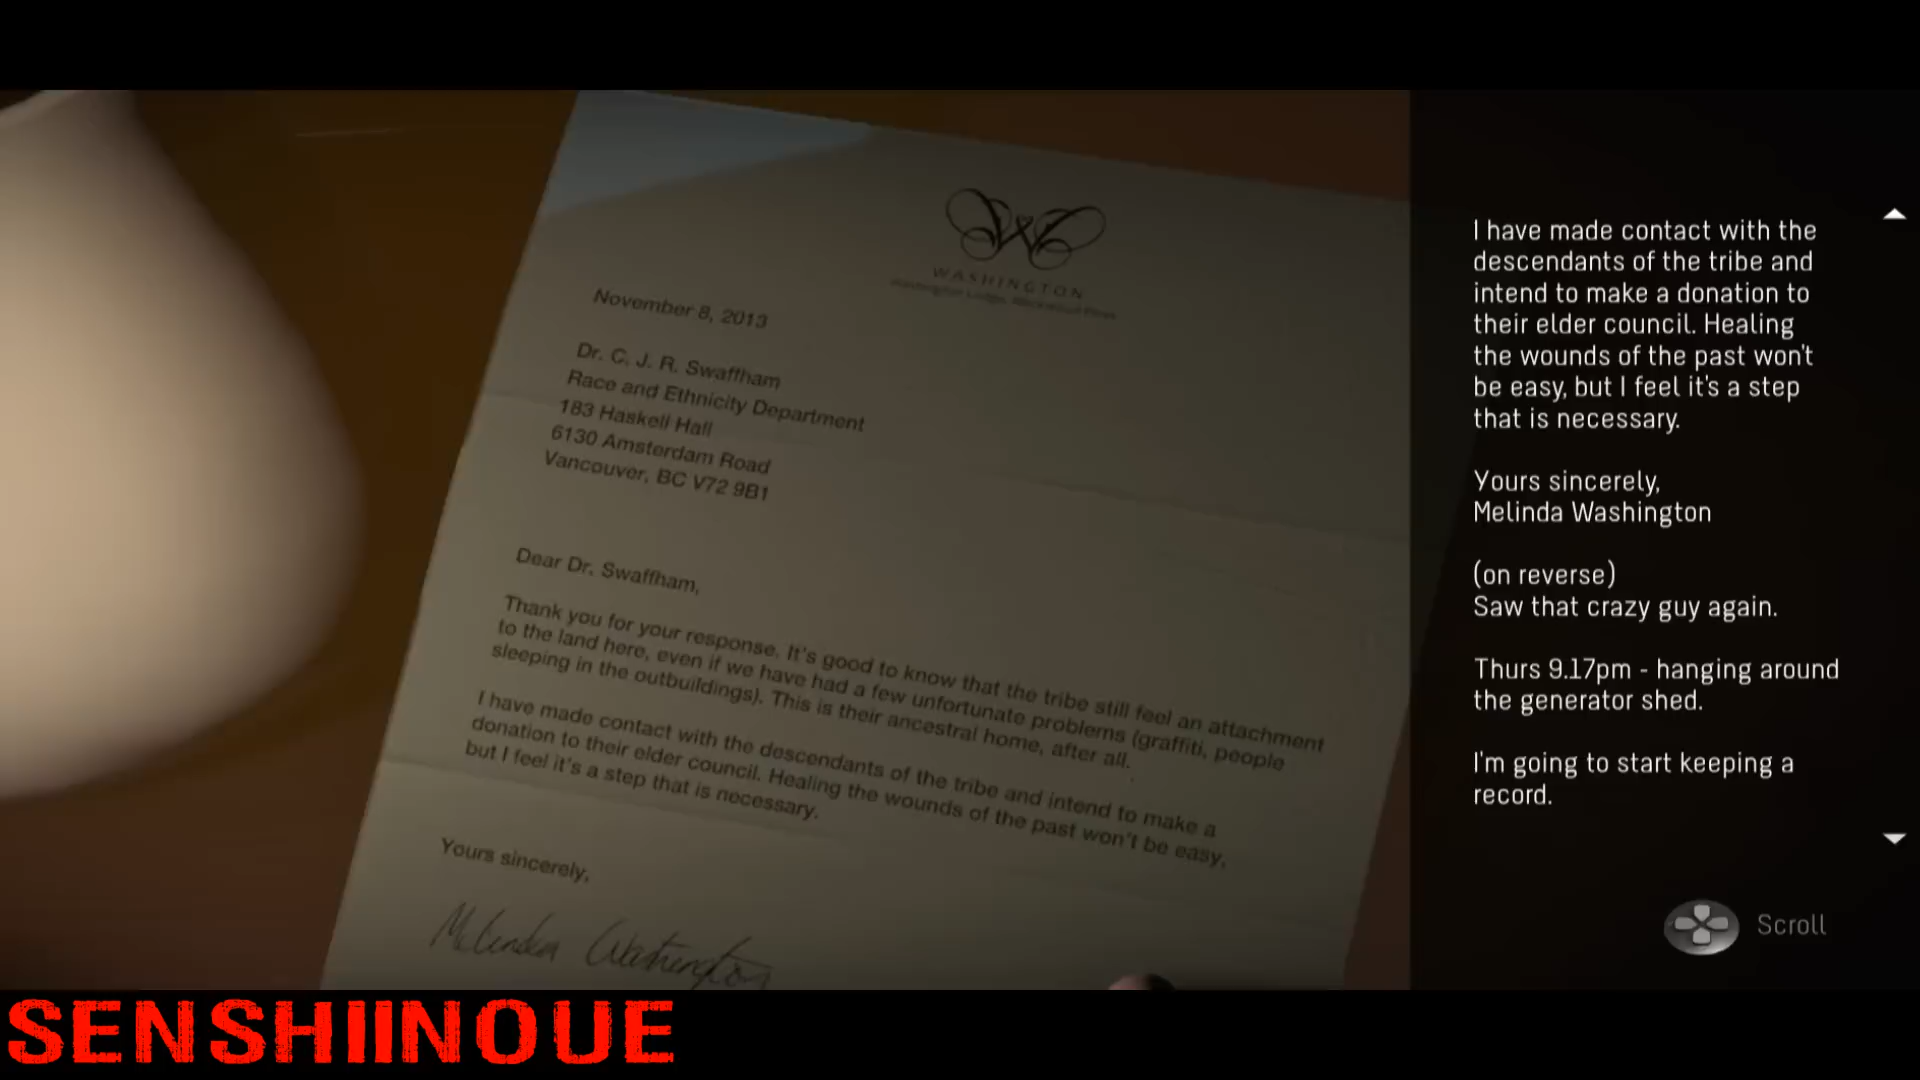 WASHINGTON
November 8, 2013
Dr. C. J. R. Swaffham
Race and Ethnicity Department
183 Haskell Hall
6130 Amsterdam Road
Vancouver, BC V72 9B1
Dear Dr. Swaffham,
Thank you for your response. It's good to know that the tribe still feel an attachment
to the land here, even if we have had a few unfortunate problems (graffiti, people
sleeping in the outbuildings). This is their ancestral home, after all.
I have made contact with the descendants of the tribe and intend to make a
donation to their elder council. Healing the wounds of the past won't be easy,
but I feel it's a step that is necessary.
Yours sincerely,
Melinda Washington
I have made contact with the
descendants of the tribe and
intend to make a donation to
their elder council. Healing
the wounds of the past won't
be easy, but I feel it's a step
that is necessary.
Yours sincerely,
Melinda Washington
(on reverse)
Saw that crazy guy again.
Thurs 9.17pm - hanging around
the generator shed.
I'm going to start keeping a
record.
Scroll
SENSHIINOUE